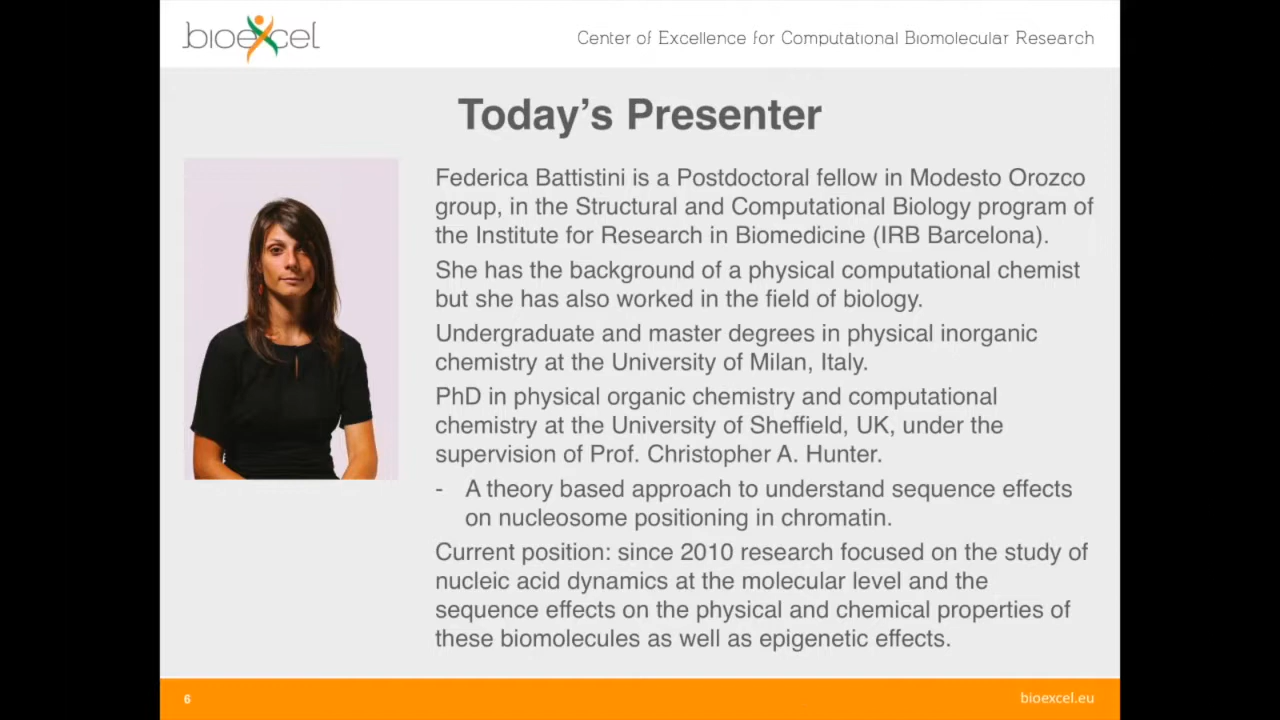 bioexcel
Center of Excellence for Computational Biomolecular Research
Today's Presenter
Federica Battistini is a Postdoctoral fellow in Modesto Orozco
group, in the Structural and Computational Biology program of
the Institute for Research in Biomedicine (IRB Barcelona).
She has the background of a physical computational chemist
but she has also worked in the field of biology.
Undergraduate and master degrees in physical inorganic
chemistry at the University of Milan, Italy.
PhD in physical organic chemistry and computational
chemistry at the University of Sheffield, UK, under the
supervision of Prof. Christopher A. Hunter.
- A theory based approach to understand sequence effects
on nucleosome positioning in chromatin.
Current position: since 2010 research focused on the study of
nucleic acid dynamics at the molecular level and the
sequence effects on the physical and chemical properties of
these biomolecules as well as epigenetic effects.
6
bioexcel.eu